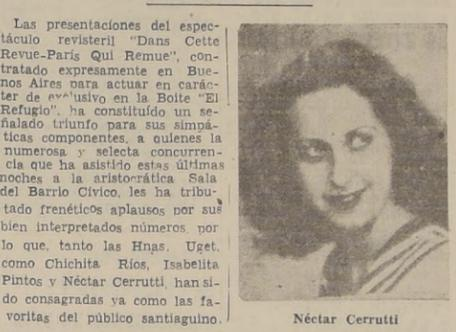 Las presentaciones del espec-
táculo revisteril "Dans Cette
Revue-París Qui Remue", con-
tratado expresamente en Bue-
nos Aires para actuar en carác-
ter de exclusivo en la Boite "El
Refugio", ha constituído un se-
ñalado triunfo para sus simpá-
ticas componentes, a quienes la
numerosa y selecta concurren-
cia que ha asistido estas últimas
noches a la aristocrática Sala
del Barrio Cívico, les ha tribu-
tado frenéticos aplausos por sus
bien interpretados números, por
lo que, tanto las Hnas. Uget,
como Chichita Ríos, Isabelita
Pintos y Néctar Cerrutti, han si-
do consagradas ya como las fa-
voritas del público santiaguino.
Néctar Cerrutti